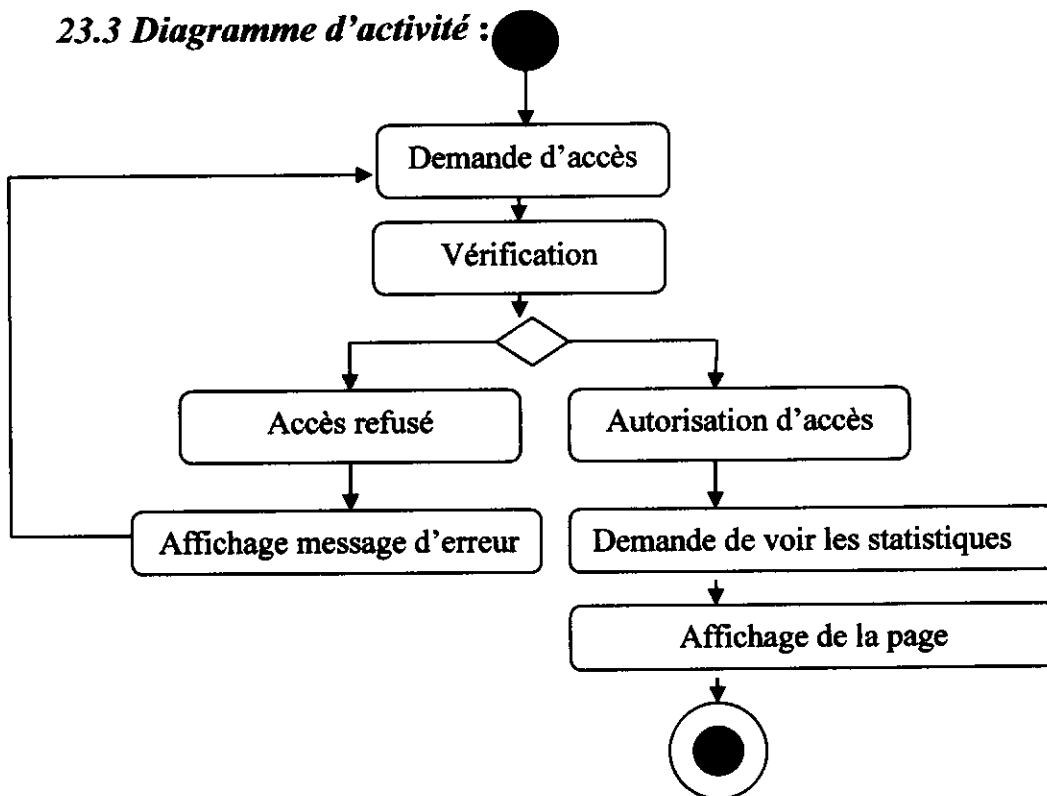 23.3 Diagramme d'activité :
Demande d'accès
Vérification
Accès refusé
Autorisation d'accès
Affichage message d'erreur
Demande de voir les statistiques
Affichage de la page